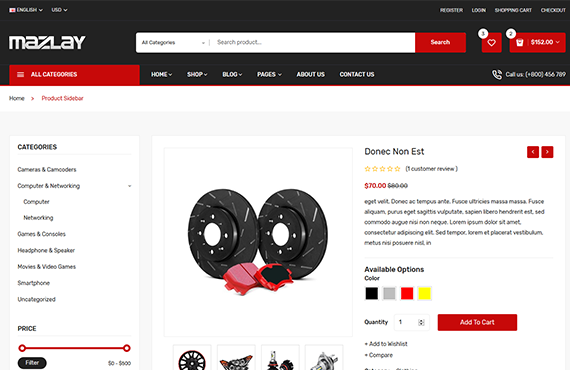 ENGLISH USD REGISTER LOGIN SHOPPING CART CHECKOUT
MAZLAY All Categories Search product... Search 3 2 $152.00
ALL CATEGORIES HOME SHOP BLOG PAGES ABOUT US CONTACT US Call us: (+800) 456 789
Home » Product Sidebar
CATEGORIES
Cameras & Camcoders
Computer & Networking
Computer
Networking
Games & Consoles
Headphone & Speaker
Movies & Video Games
Smartphone
Uncategorized
PRICE
Filter $0 - $500
Donec Non Est
(1 customer review )
$70.00 $80.00
eget velit. Donec ac tempus ante. Fusce ultricies massa massa. Fusce
aliquam, purus eget sagittis vulputate, sapien libero hendrerit est, sed
commodo augue nisi non neque. Lorem ipsum dolor sit amet,
consectetur adipiscing elit. Sed tempor, lorem et placerat vestibulum,
metus nisi posuere nisl, in
Available Options
Color
Quantity 1 Add To Cart
+ Add to Wishlist
+ Compare